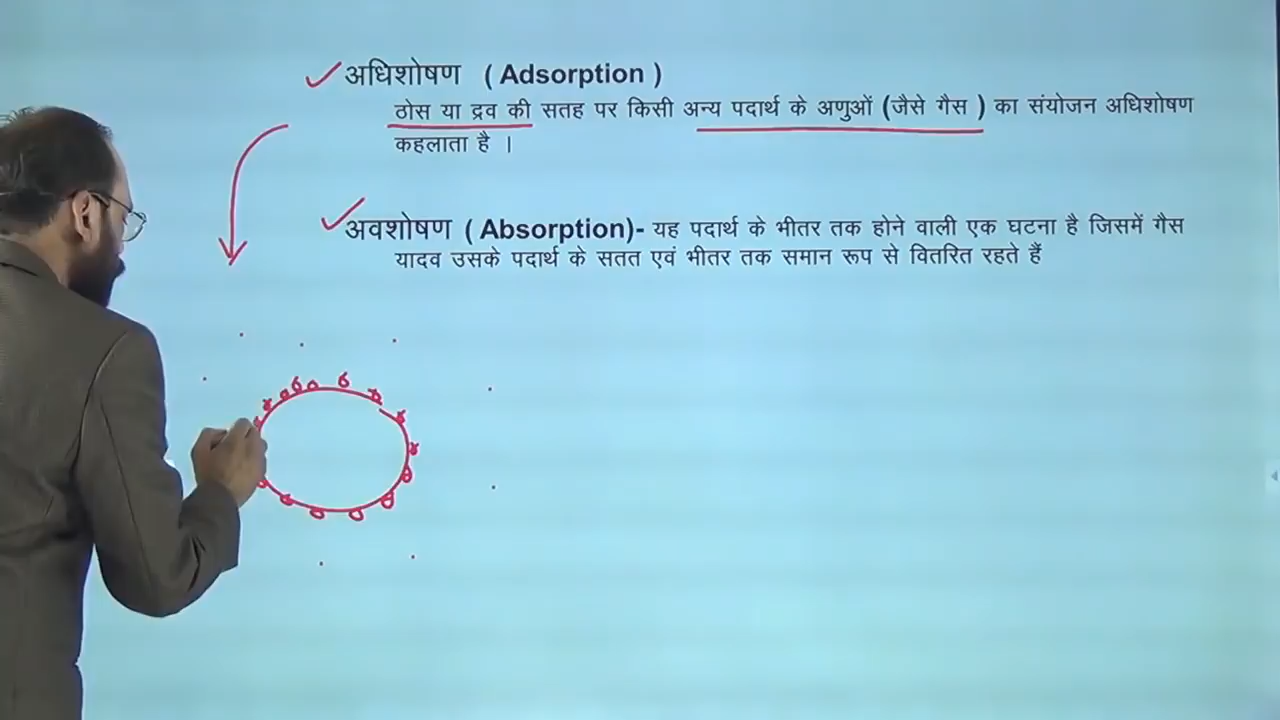 अधिशोषण ( Adsorption )
ठोस या द्रव की सतह पर किसी अन्य पदार्थ के अणुओं (जैसे गैस ) का संयोजन अधिशोषण
कहलाता है ।
अवशोषण ( Absorption)- यह पदार्थ के भीतर तक होने वाली एक घटना है जिसमें गैस
यादव उसके पदार्थ के सतत एवं भीतर तक समान रूप से वितरित रहते हैं